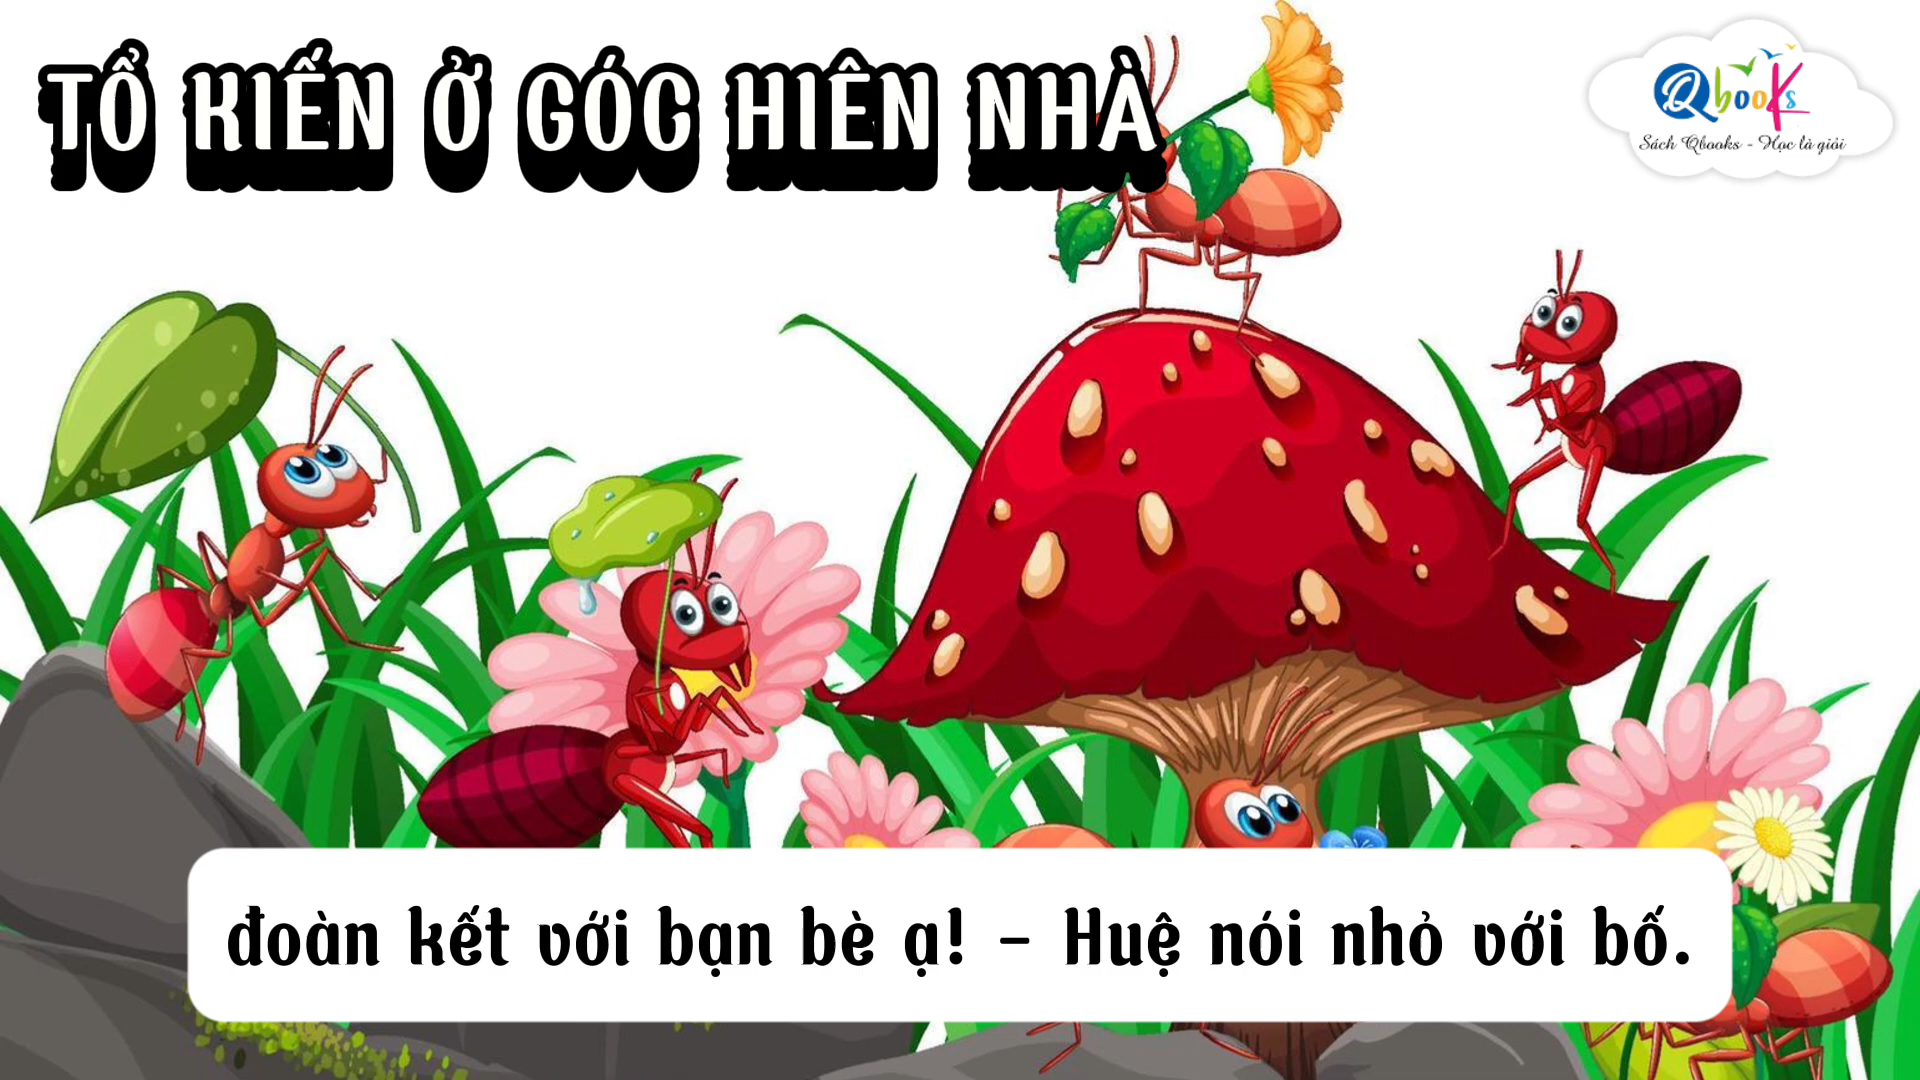 TỔ KIẾN Ở GÓC HIÊN NHÀ
Qbooks
Sách Qbooks - Học là giỏi
đoàn kết với bạn bè ạ! - Huệ nói nhỏ với bố.